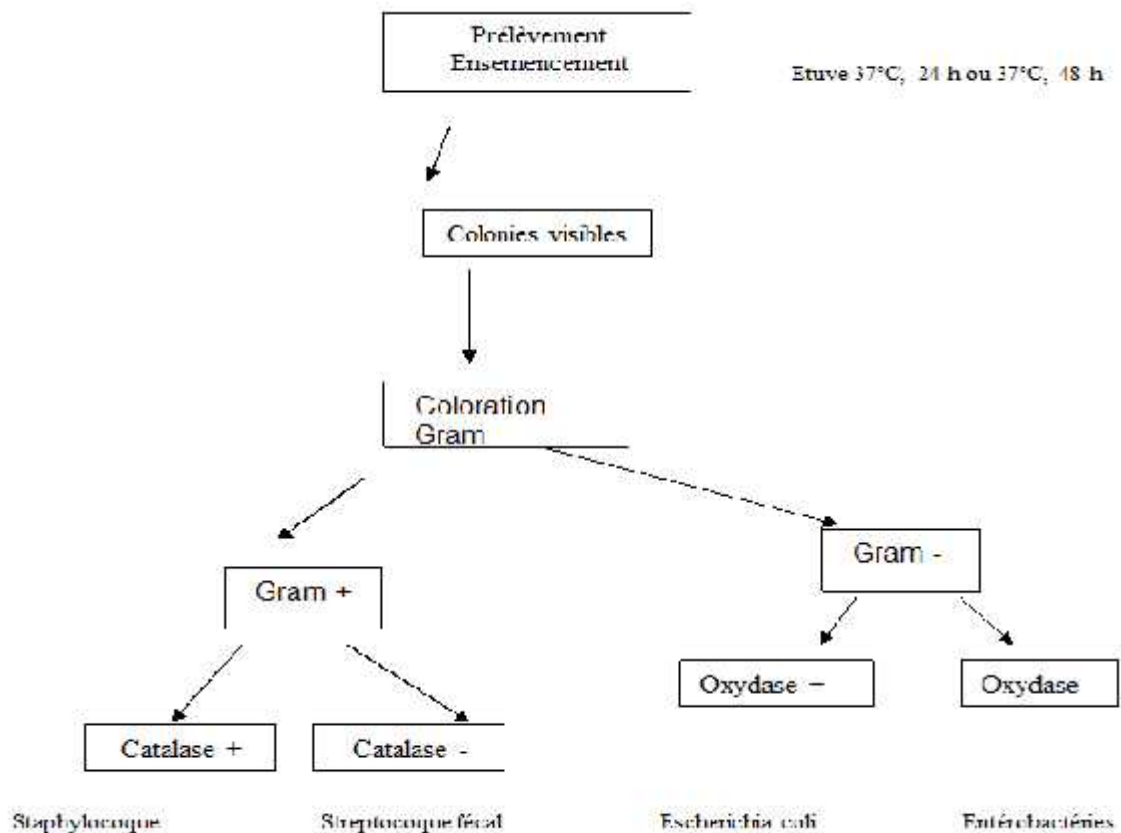 Prélèvement
Ensemencement
Etuve 37°C, 24 h ou 37°C, 48 h
Colonies visibles
Coloration
Gram
Gram -
Gram +
Oxydase +
Oxydase
Catalase +
Catalase -
Staphylocoque
Streptocoque fécal
Escherichia coli
Entérobactéries